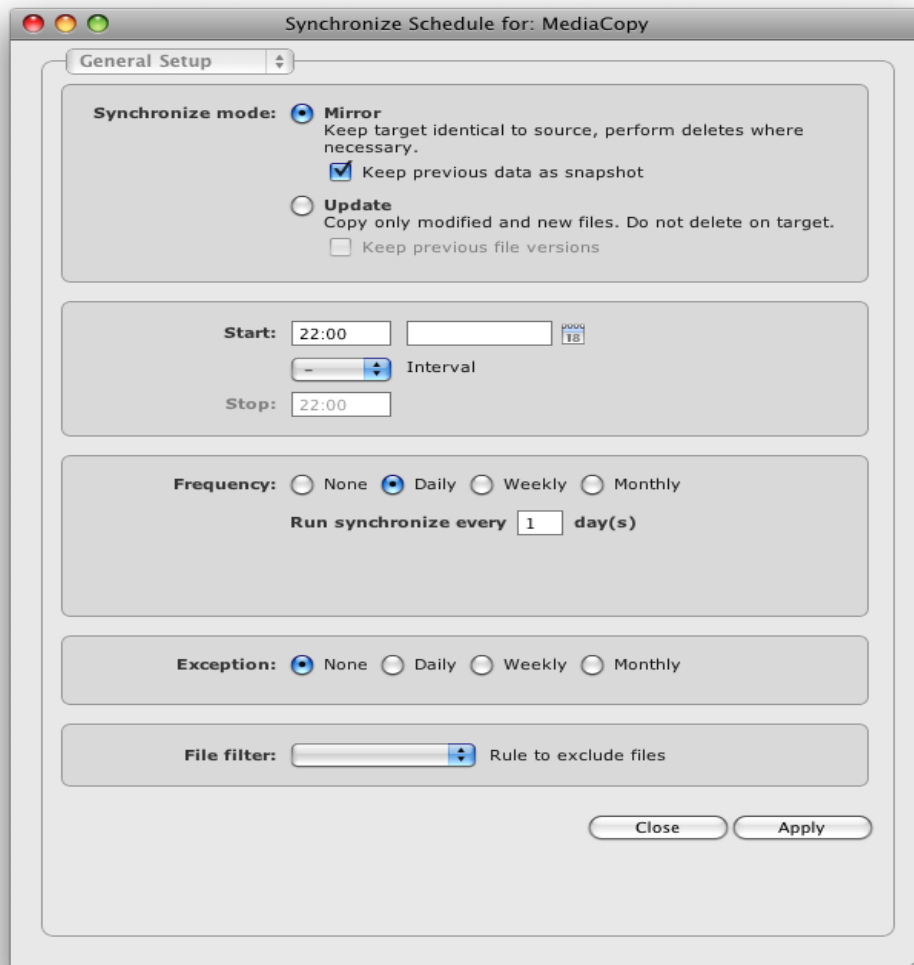 Synchronize Schedule for: MediaCopy
General Setup
Synchronize mode: Mirror
Keep target identical to source, perform deletes where
necessary.
Keep previous data as snapshot
Update
Copy only modified and new files. Do not delete on target.
Keep previous file versions
Start: 22:00
18
– Interval
Stop: 22:00
Frequency: None Daily Weekly Monthly
Run synchronize every 1 day(s)
Exception: None Daily Weekly Monthly
File filter: Rule to exclude files
Close Apply